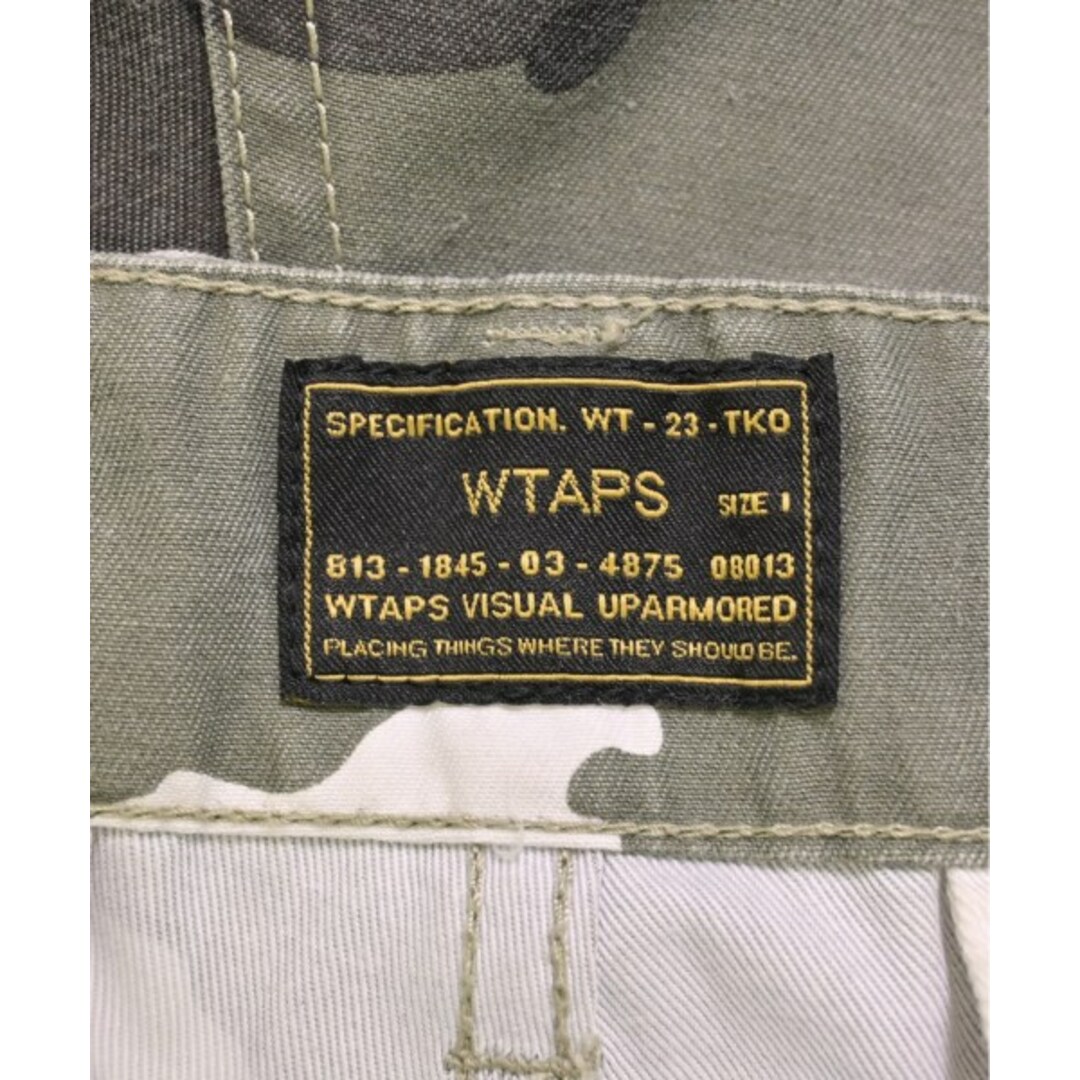 SPECIFICATION. WT - 23 - TKO
WTAPS SIZE 1
813 - 1845 - 03 - 4875 08013
WTAPS VISUAL UPARMORED
PLACING THINGS WHERE THEY SHOULD BE.